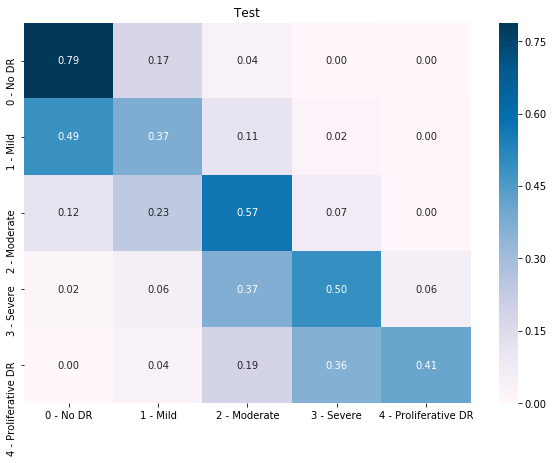 Test
0 - No DR
0.79 0.17 0.04 0.00 0.00
1 - Mild
0.49 0.37 0.11 0.02 0.00
2 - Moderate
0.12 0.23 0.57 0.07 0.00
3 - Severe
0.02 0.06 0.37 0.50 0.06
4 - Proliferative DR
0.00 0.04 0.19 0.36 0.41
0 - No DR 1 - Mild 2 - Moderate 3 - Severe 4 - Proliferative DR
0.75
0.60
0.45
0.30
0.15
0.00